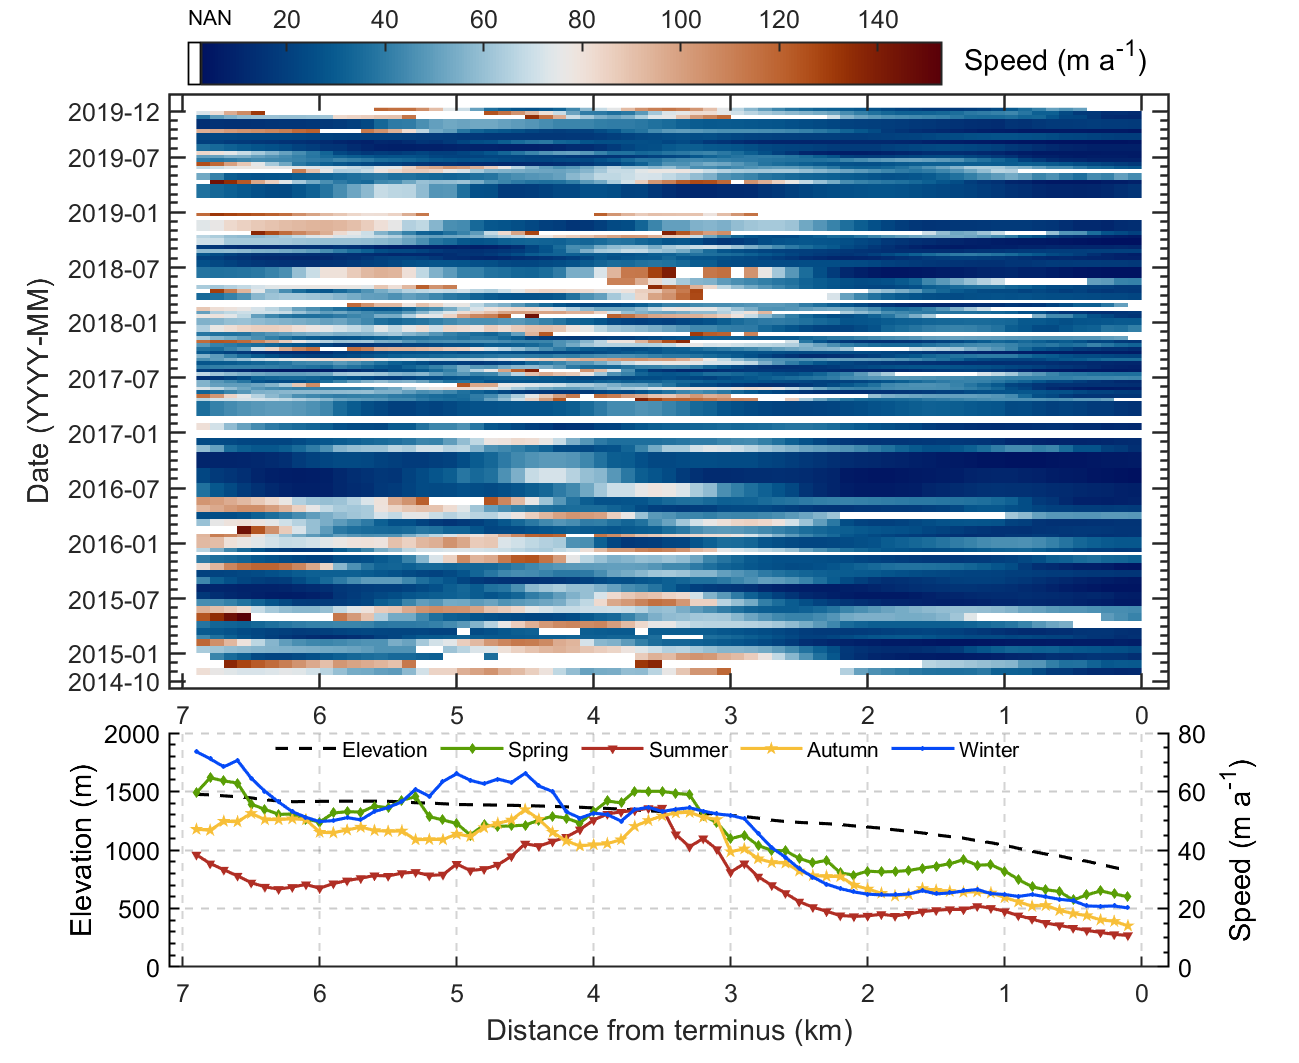 NAN 20 40 60 80 100 120 140
Speed (m a-1)
Date (YYYY-MM)
2019-12
2019-07
2019-01
2018-07
2018-01
2017-07
2017-01
2016-07
2016-01
2015-07
2015-01
2014-10
7 6 5 4 3 2 1 0
Elevation (m)
2000
1500
1000
500
0
Elevation Spring Summer Autumn Winter
80
60
40
20
0
Speed (m a-1)
7 6 5 4 3 2 1 0
Distance from terminus (km)